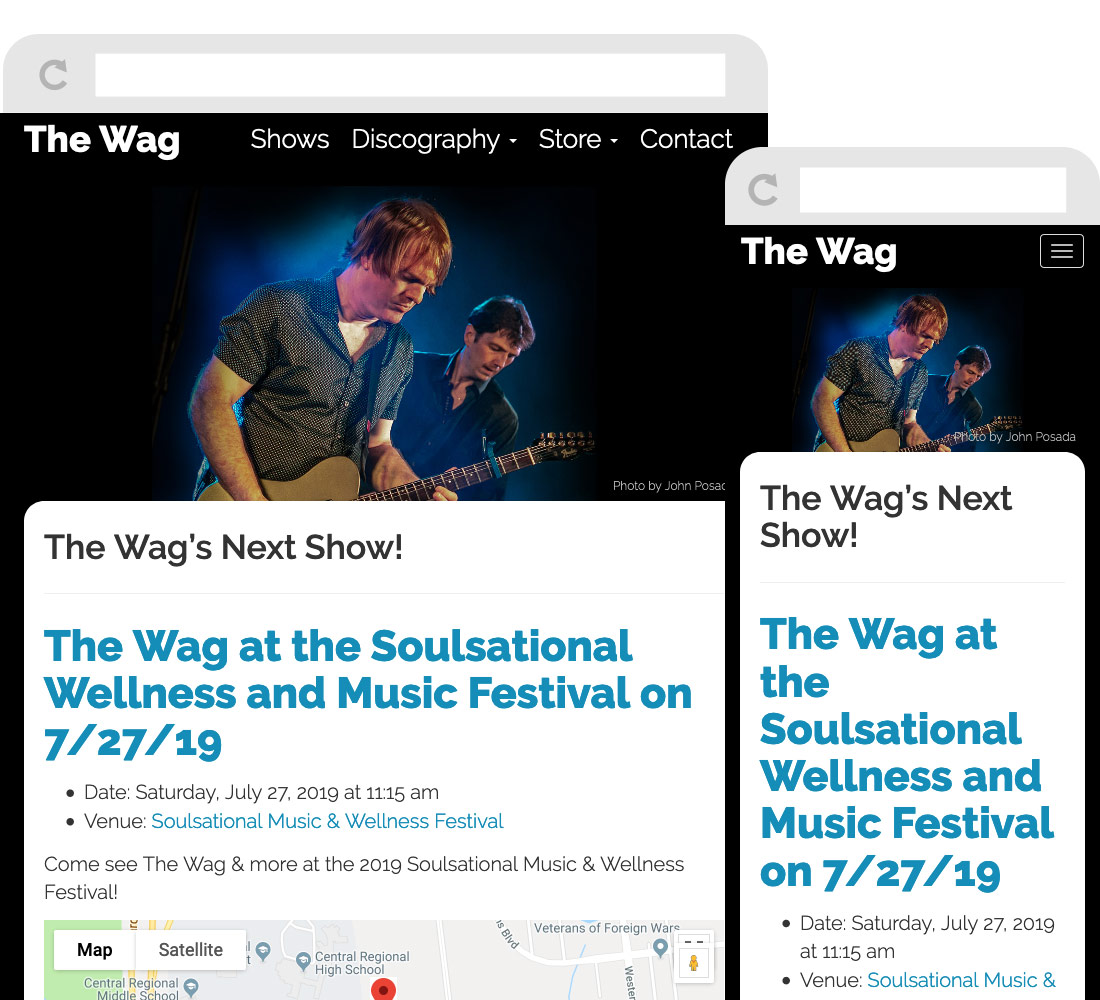 The Wag
Shows Discography Store Contact
Photo by John Posad
The Wag's Next Show!
The Wag at the Soulsational
Wellness and Music Festival on
7/27/19
Date: Saturday, July 27, 2019 at 11:15 am
Venue: Soulsational Music & Wellness Festival
Come see The Wag & more at the 2019 Soulsational Music & Wellness
Festival!
Map Satellite
Central Regional
High School
Central Regional
Middle School
Veterans of Foreign Wars
s Blvd
Wester
The Wag
Photo by John Posada
The Wag's Next
Show!
The Wag at
the
Soulsational
Wellness and
Music Festival
on 7/27/19
Date: Saturday, July 27, 2019
at 11:15 am
Venue: Soulsational Music &